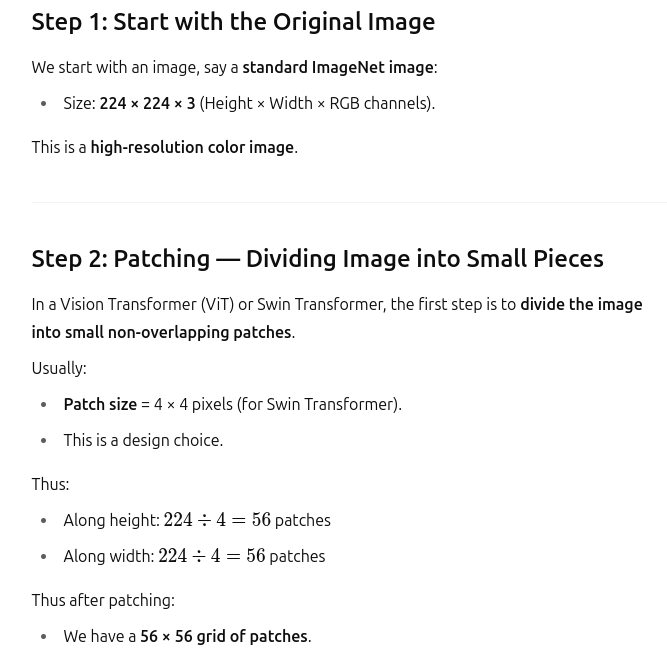 Step 1: Start with the Original Image
We start with an image, say a standard ImageNet image:
• Size: 224 × 224 × 3 (Height × Width × RGB channels).
This is a high-resolution color image.
Step 2: Patching — Dividing Image into Small Pieces
In a Vision Transformer (ViT) or Swin Transformer, the first step is to divide the image
into small non-overlapping patches.
Usually:
• Patch size = 4 × 4 pixels (for Swin Transformer).
• This is a design choice.
Thus:
• Along height: 224 ÷ 4 = 56 patches
• Along width: 224 ÷ 4 = 56 patches
Thus after patching:
• We have a 56 × 56 grid of patches.